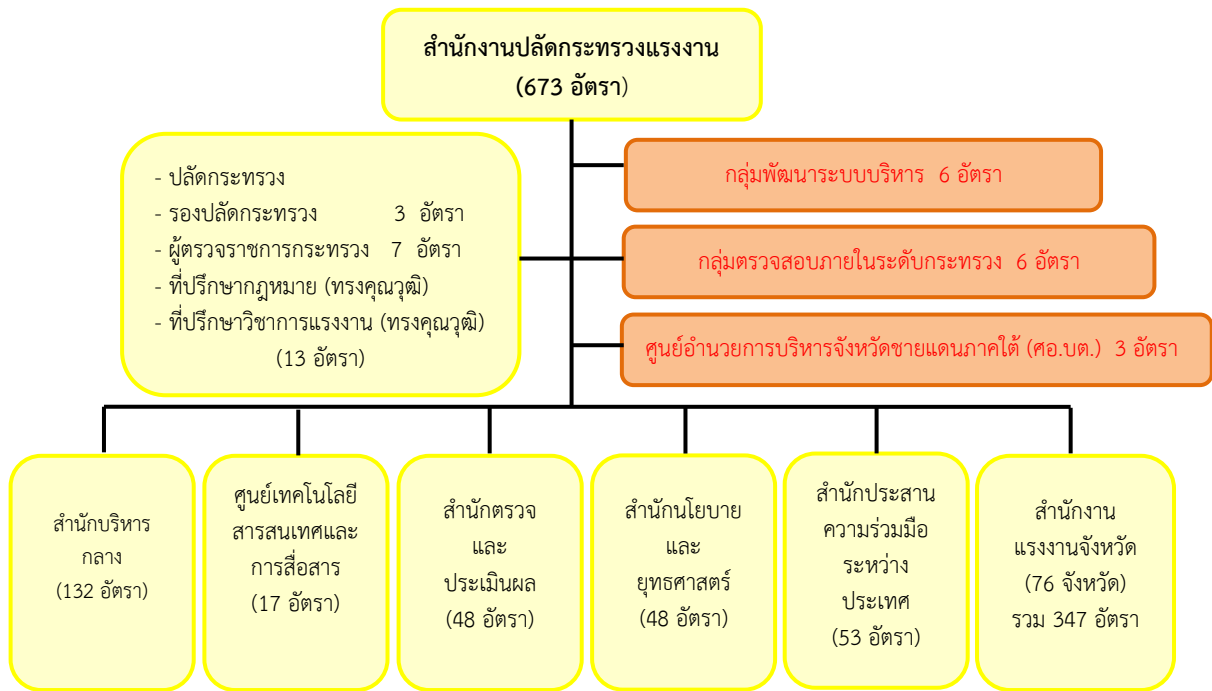 สำนักงานปลัดกระทรวงแรงงาน
(673 อัตรา)
- ปลัดกระทรวง
- รองปลัดกระทรวง 3 อัตรา
- ผู้ตรวจราชการกระทรวง 7 อัตรา
- ที่ปรึกษากฎหมาย (ทรงคุณวุฒิ)
- ที่ปรึกษาวิชาการแรงงาน (ทรงคุณวุฒิ)
(13 อัตรา)
กลุ่มพัฒนาระบบบริหาร 6 อัตรา
กลุ่มตรวจสอบภายในระดับกระทรวง 6 อัตรา
ศูนย์อำนวยการบริหารจังหวัดชายแดนภาคใต้ (ศอ.บต.) 3 อัตรา
สำนักบริหาร
กลาง
(132 อัตรา)
ศูนย์เทคโนโลยี
สารสนเทศและ
การสื่อสาร
(17 อัตรา)
สำนักตรวจ
และ
ประเมินผล
(48 อัตรา)
สำนักนโยบาย
และ
ยุทธศาสตร์
(48 อัตรา)
สำนักประสาน
ความร่วมมือ
ระหว่าง
ประเทศ
(53 อัตรา)
สำนักงาน
แรงงานจังหวัด
(76 จังหวัด)
รวม 347 อัตรา